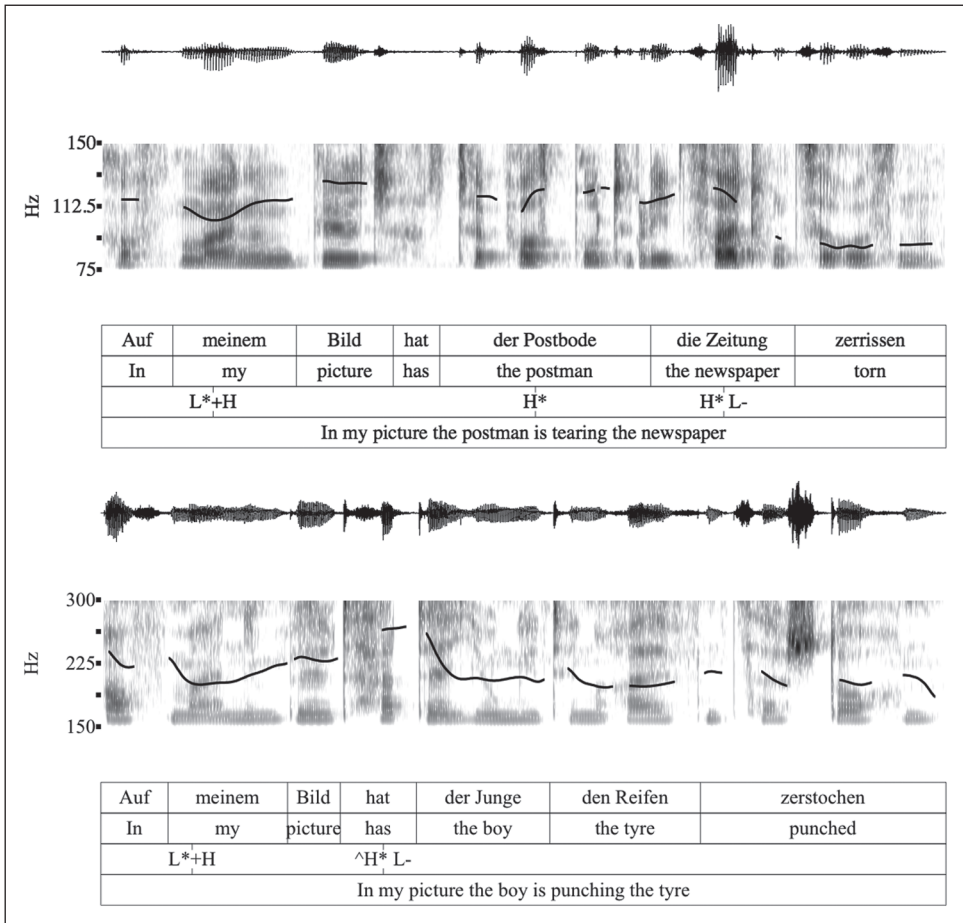 150
112.5
75
Hz
Auf meinem Bild hat der Postbode die Zeitung zerrissen
In my picture has the postman the newspaper torn
L*+H H* H* L-
In my picture the postman is tearing the newspaper
300
225
150
Hz
Auf meinem Bild hat der Junge den Reifen zerstochen
In my picture has the boy the tyre punched
L*+H ^H* L-
In my picture the boy is punching the tyre